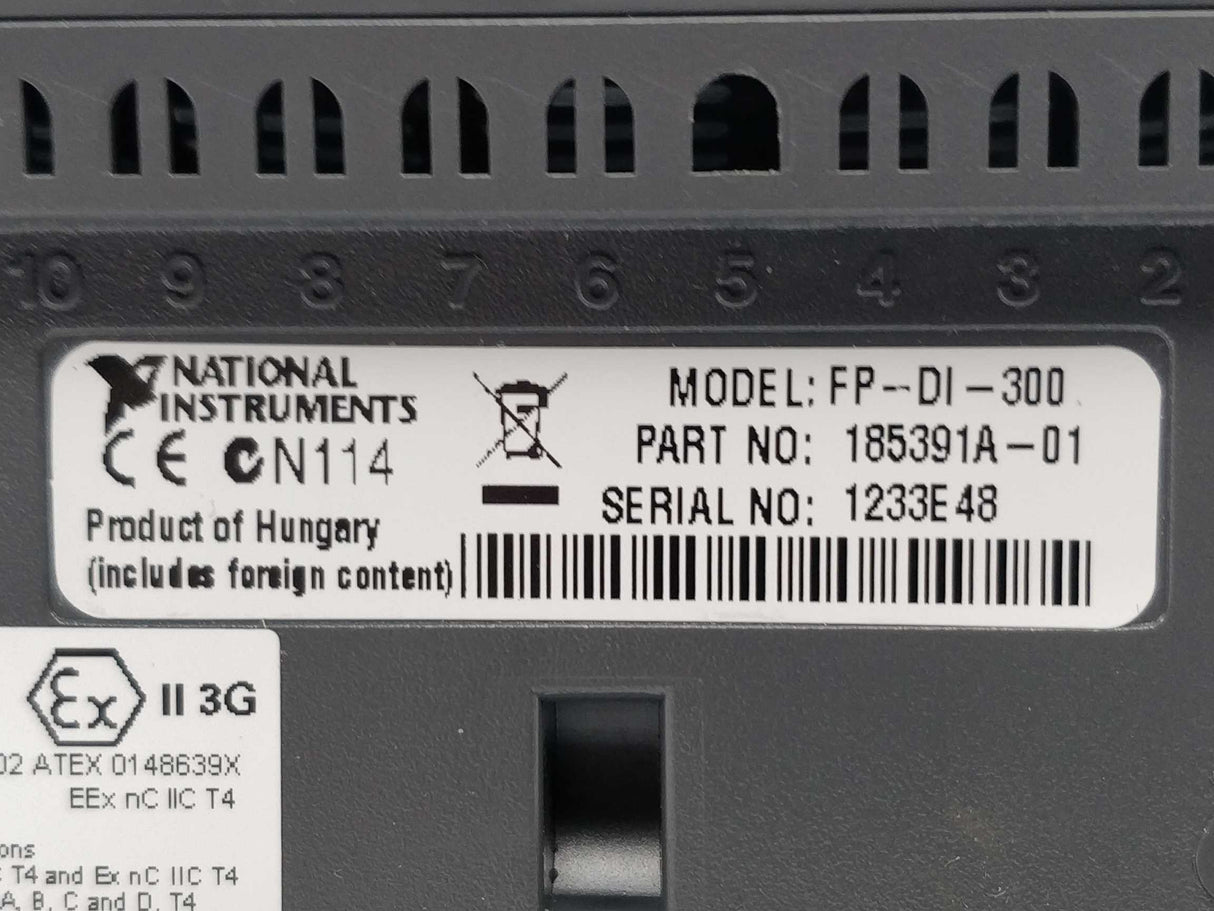 10 9 8 7 6 5 4 3 2
NATIONAL
INSTRUMENTS
CE N114
Product of Hungary
(includes foreign content)
MODEL: FP-DI-300
PART NO: 185391A-01
SERIAL NO: 1233E48
Ex II 3G
02 ATEX 0148639X
EEx nC IIC T4
T4 and Ex nC IIC T4
A, B, C and D, T4